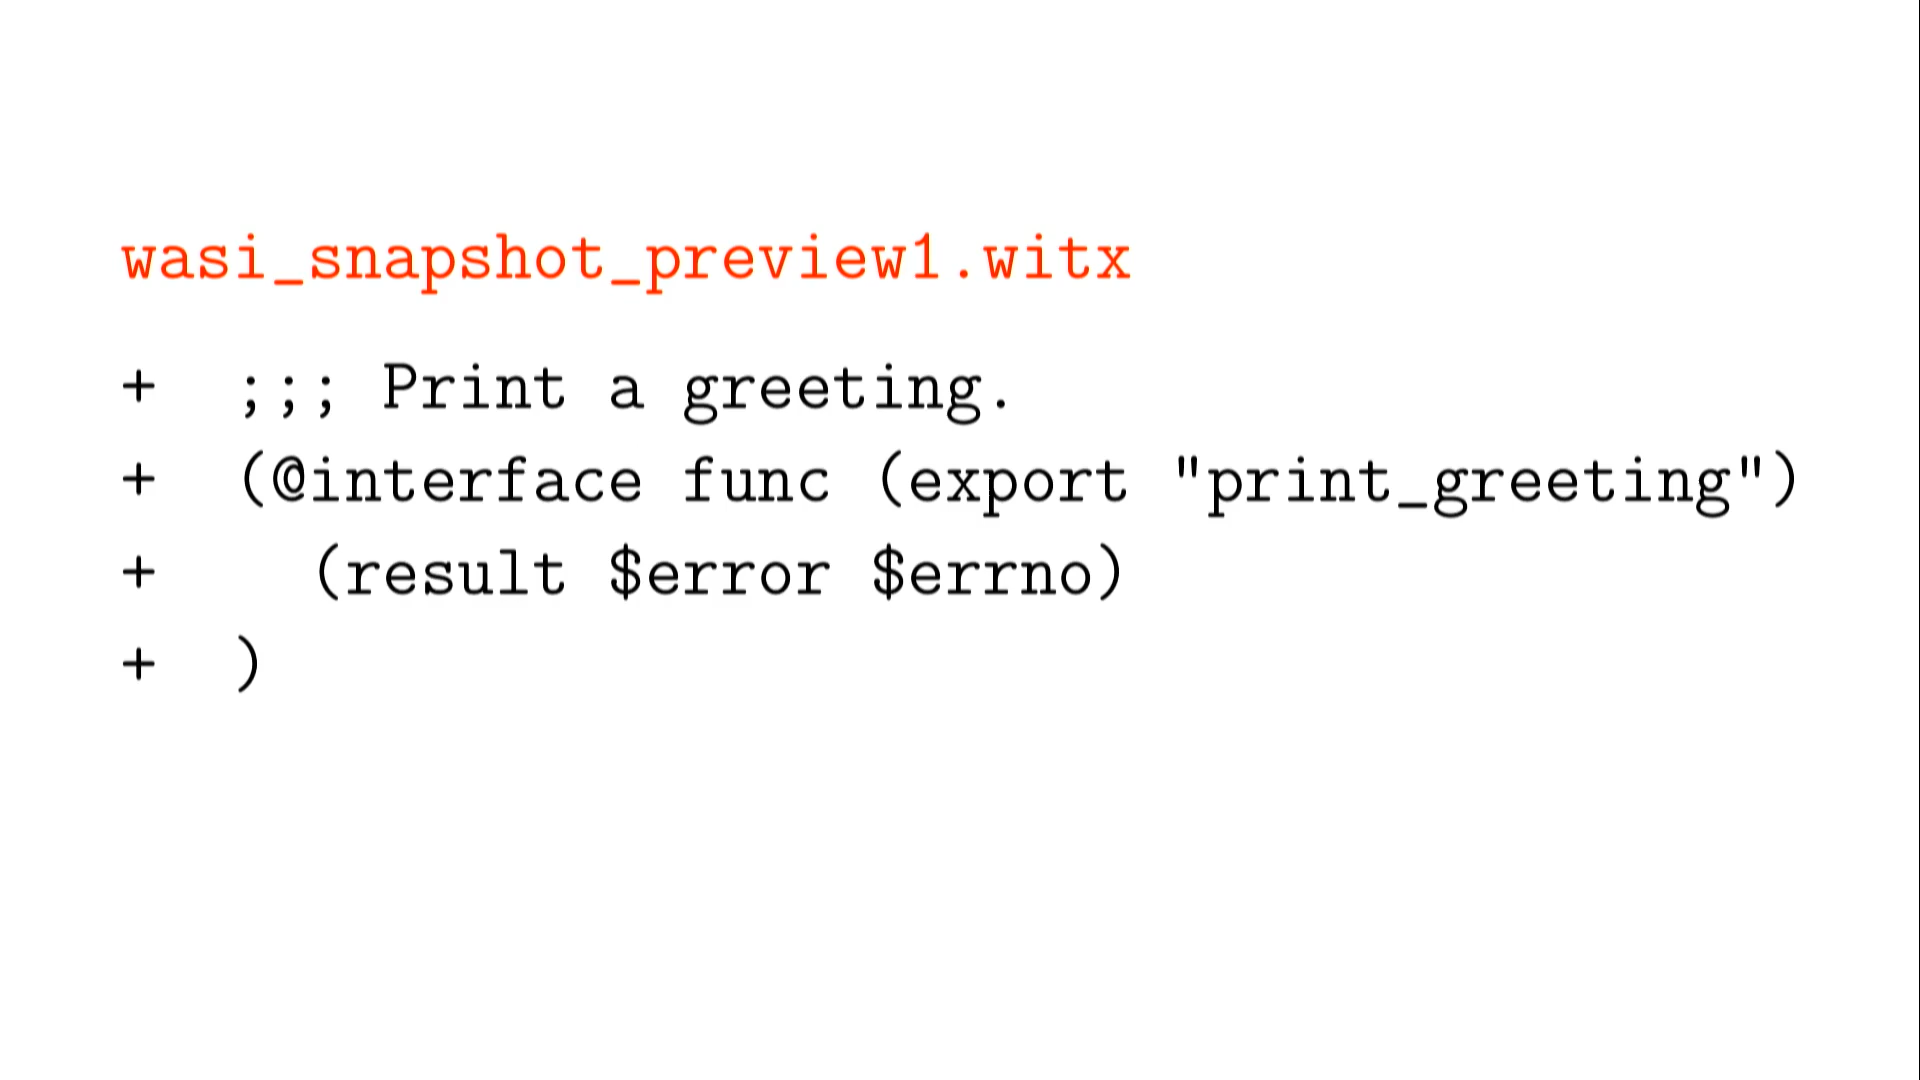 wasi_snapshot_preview1.witx
+  ;;; Print a greeting.
+  (@interface func (export "print_greeting")
+    (result $error $errno)
+  )